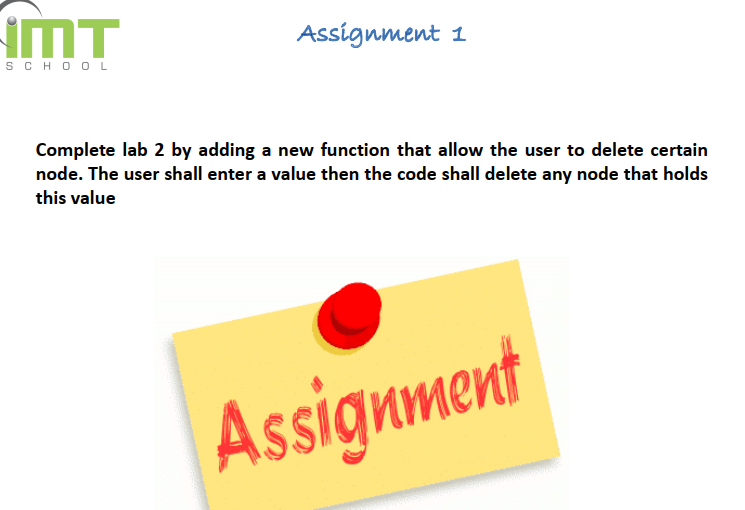 Assignment 1
iMT
SCHOOL
Complete lab 2 by adding a new function that allow the user to delete certain
node. The user shall enter a value then the code shall delete any node that holds
this value
Assignment